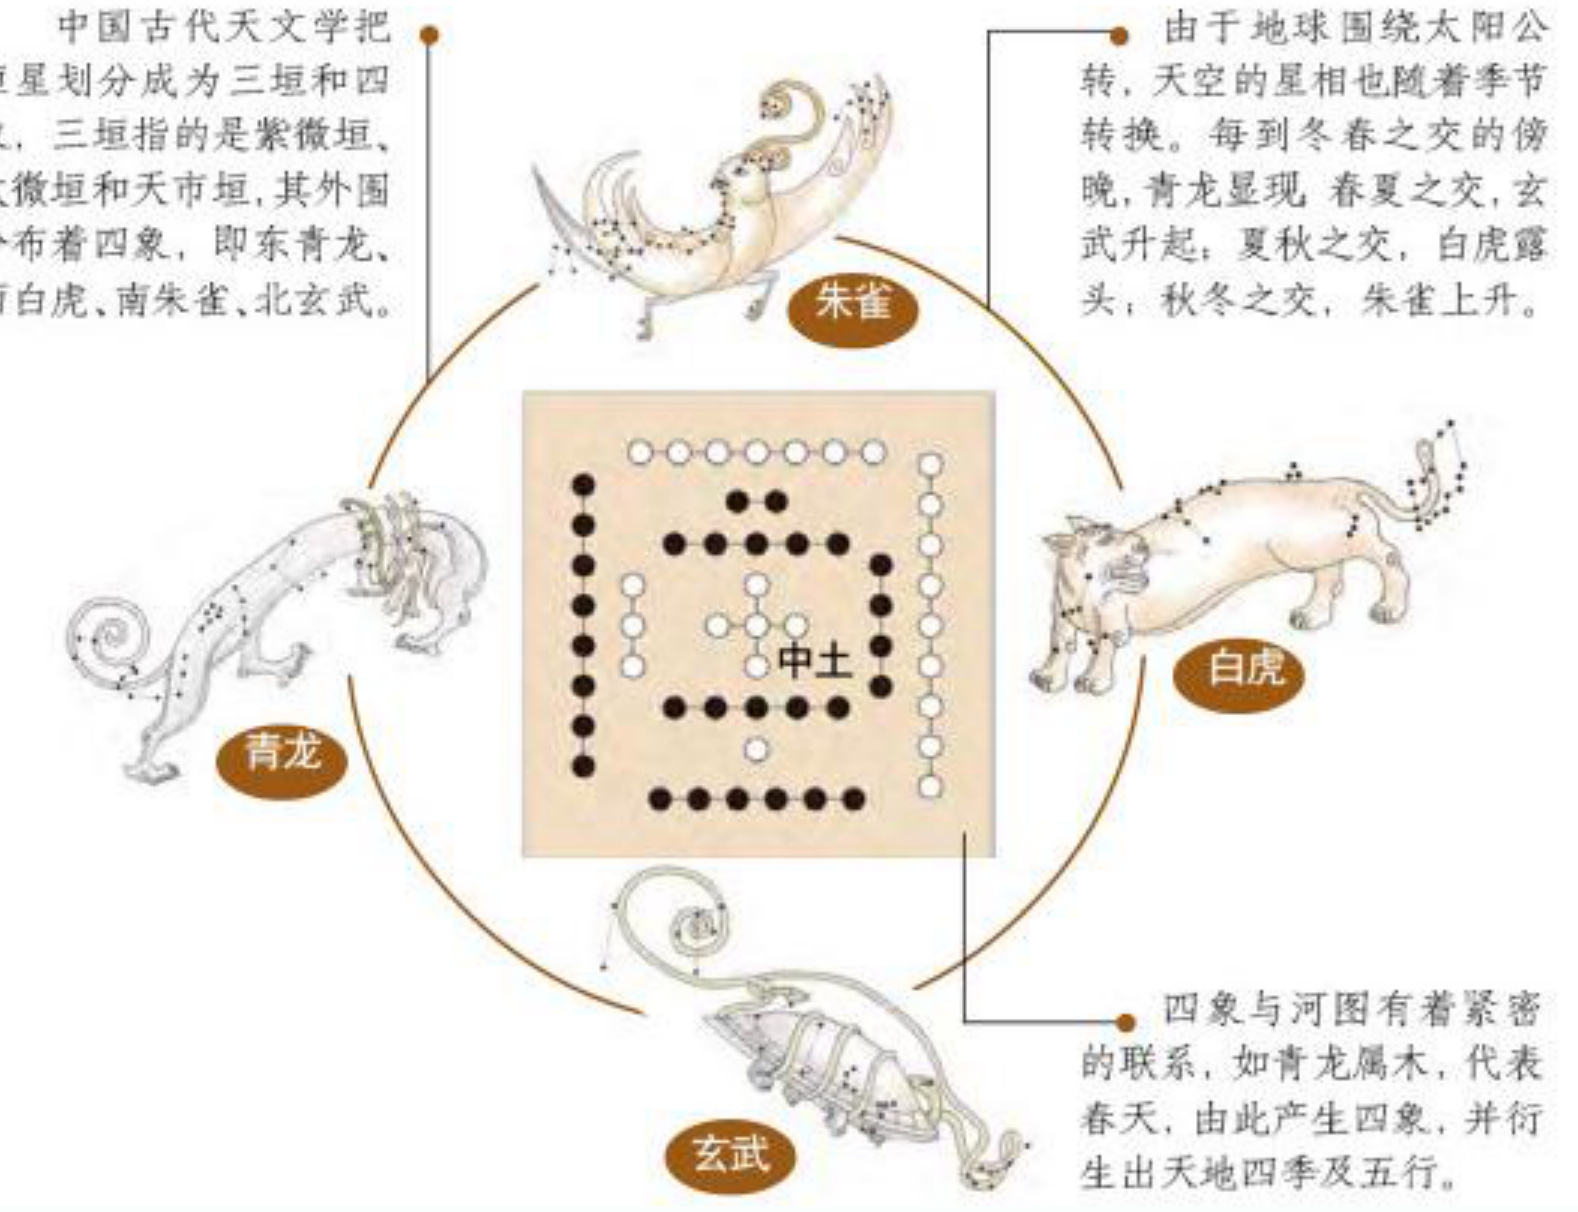 中国古代天文学把
恒星划分成为三垣和四
象，三垣指的是紫微垣、
太微垣和天市垣,其外围
分布着四象，即东青龙、
西白虎、南朱雀、北玄武。
由于地球围绕太阳公
转，天空的星相也随着季节
转换。每到冬春之交的傍
晚,青龙显现 春夏之交,玄
武升起；夏秋之交，白虎露
头；秋冬之交，朱雀上升。
朱雀
白虎
中土
青龙
玄武
四象与河图有着紧密
的联系，如青龙属木，代表
春天，由此产生四象，并衍
生出天地四季及五行。